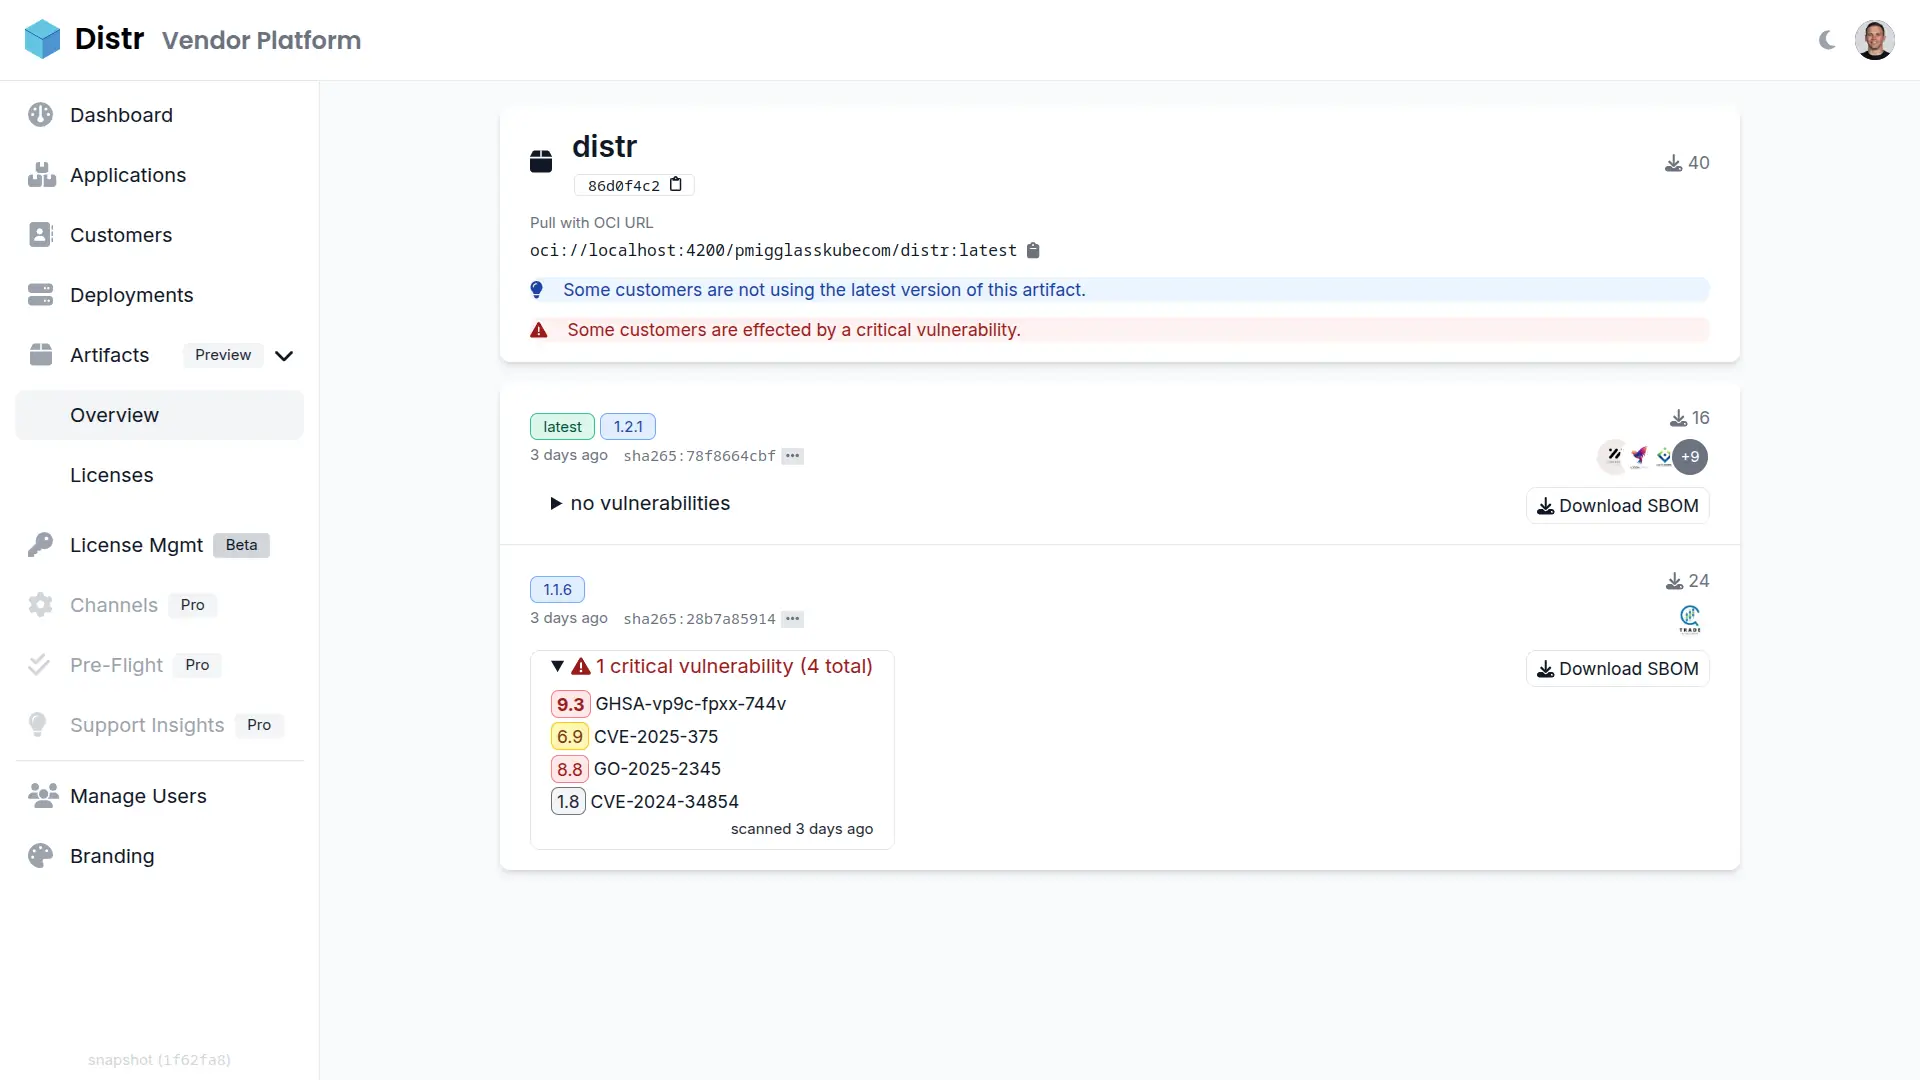 Distr Vendor Platform
Dashboard
Applications
Customers
Deployments
Artifacts Preview
Overview
Licenses
License Mgmt Beta
Channels Pro
Pre-Flight Pro
Support Insights Pro
Manage Users
Branding
snapshot (1f62fa8)
distr
86d0f4c2
40
Pull with OCI URL
oci://localhost:4200/pmigglasskubecom/distr:latest
Some customers are not using the latest version of this artifact.
Some customers are effected by a critical vulnerability.
latest 1.2.1
16
3 days ago sha265:78f8664cbf
+9
no vulnerabilities
Download SBOM
1.1.6
24
3 days ago sha265:28b7a85914
TRADE
1 critical vulnerability (4 total)
Download SBOM
9.3 GHSA-vp9c-fpxx-744v
6.9 CVE-2025-375
8.8 GO-2025-2345
1.8 CVE-2024-34854
scanned 3 days ago